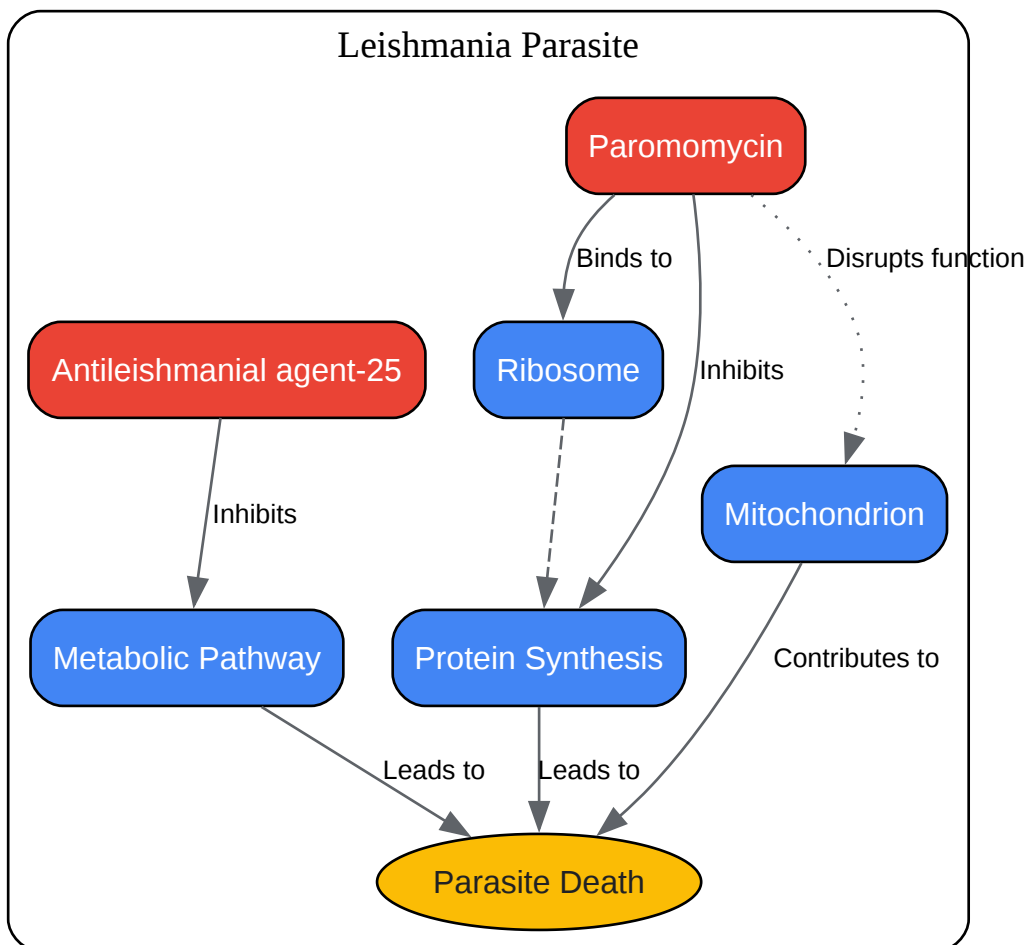 Leishmania Parasite
Paromomycin
Binds to
Disrupts function
Antileishmanial agent-25
Ribosome
Inhibits
Inhibits
Mitochondrion
Metabolic Pathway
Protein Synthesis
Contributes to
Leads to
Leads to
Parasite Death